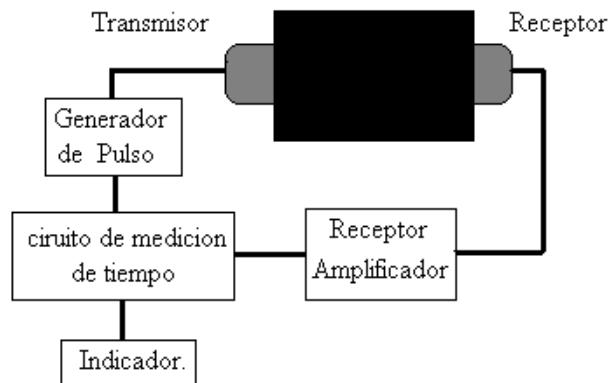 Transmisor
Receptor
Generador
de Pulso
ciruito de medicion
de tiempo
Receptor
Amplificador
Indicador.